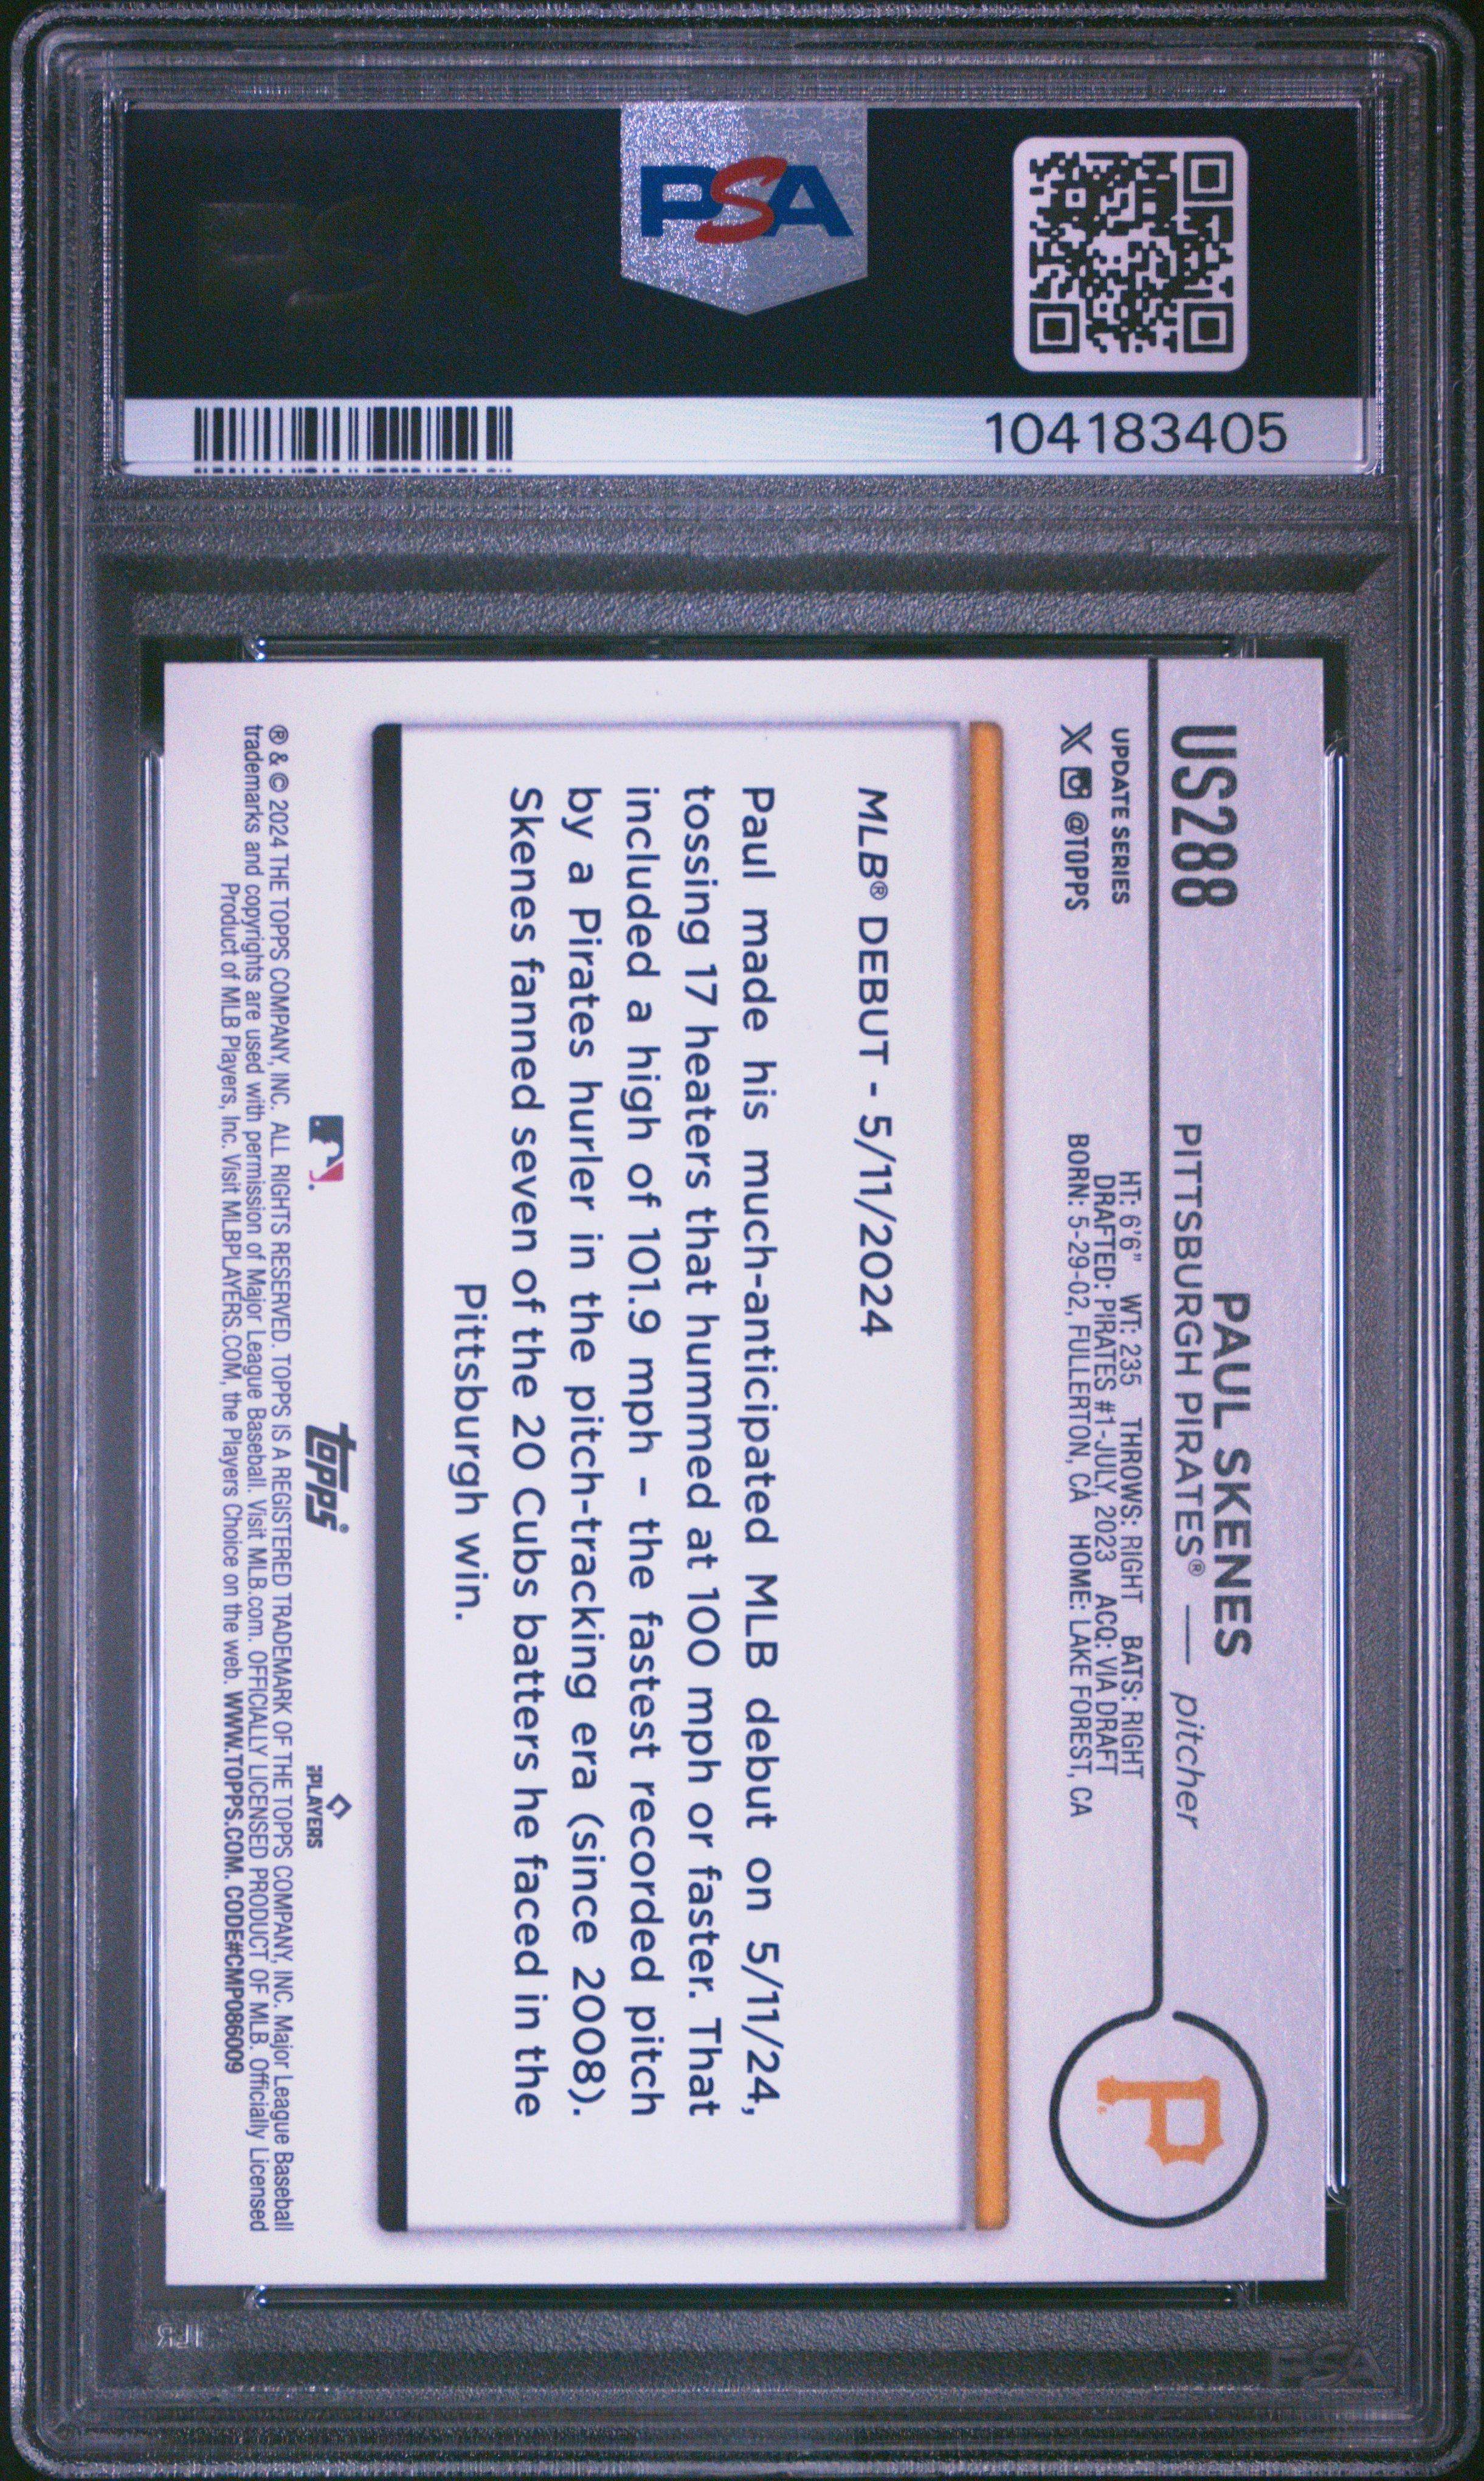 PSA
104183405
US288
PAUL SKENES
PITTSBURGH PIRATES® — pitcher
UPDATE SERIES
@TOPPS
HT: 6'6" WT: 235 THROWS: RIGHT BATS: RIGHT
DRAFTED: PIRATES #1-JULY, 2023 ACQ: VIA DRAFT
BORN: 5-29-02, FULLERTON, CA HOME: LAKE FOREST, CA
P
MLB® DEBUT - 5/11/2024
Paul made his much-anticipated MLB debut on 5/11/24,
tossing 17 heaters that hummed at 100 mph or faster. That
included a high of 101.9 mph – the fastest recorded pitch
by a Pirates hurler in the pitch-tracking era (since 2008).
Skenes fanned seven of the 20 Cubs batters he faced in the
Pittsburgh win.
topps®
PLAYERS
® & © 2024 THE TOPPS COMPANY, INC. ALL RIGHTS RESERVED. TOPPS IS A REGISTERED TRADEMARK OF THE TOPPS COMPANY, INC. Major League Baseball
trademarks and copyrights are used with permission of Major League Baseball. Visit MLB.com. OFFICIALLY LICENSED PRODUCT OF MLB. Officially Licensed
Product of MLB Players, Inc. Visit MLBPLAYERS.COM, the Players Choice on the web. WWW.TOPPS.COM. CODE#CMP086009
PSA